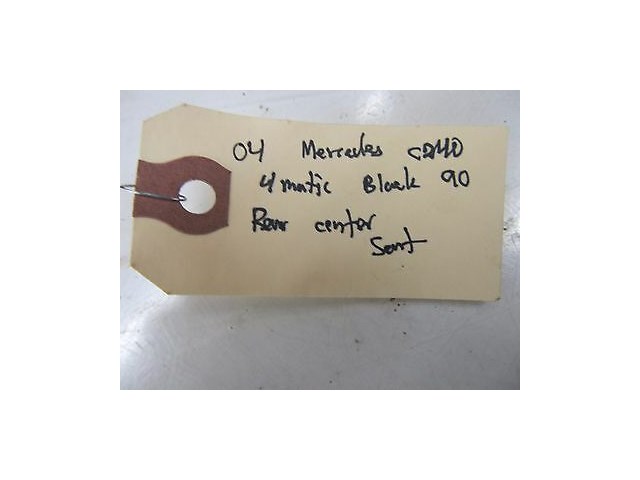 04 Mercedes C240
4matic Black 90
Rear center
Seat